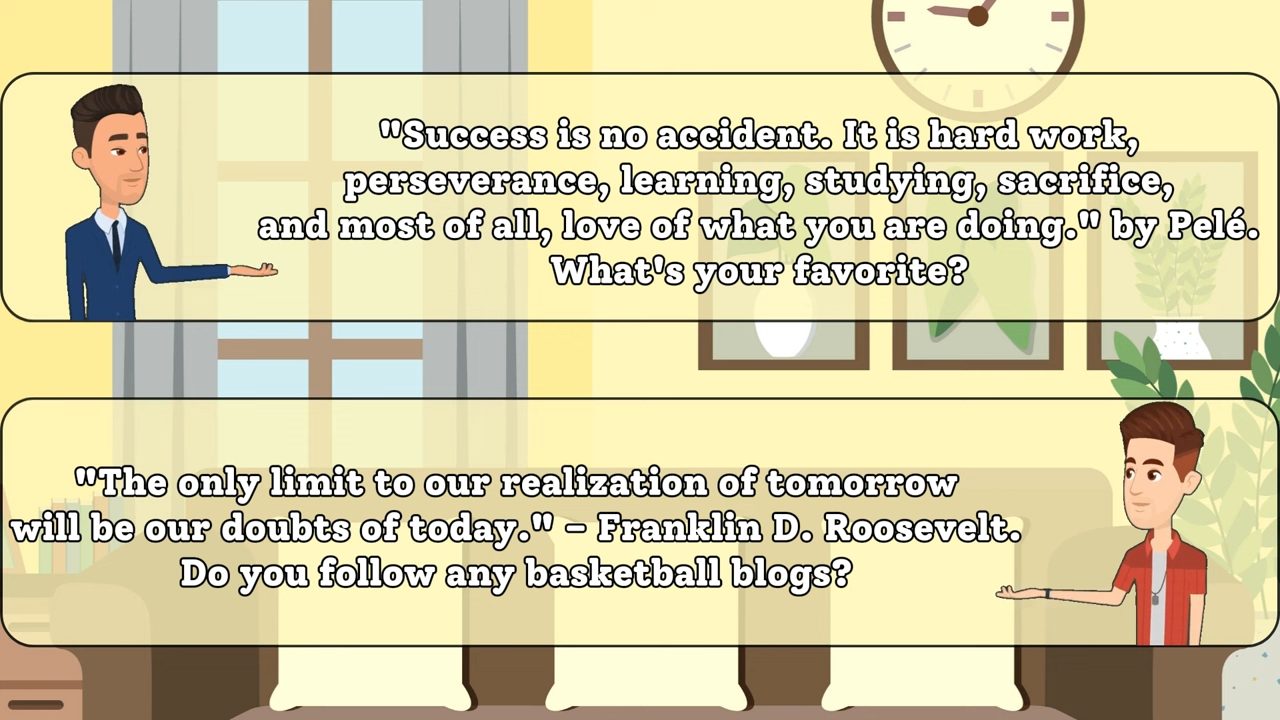 "Success is no accident. It is hard work,
perseverance, learning, studying, sacrifice,
and most of all, love of what you are doing." by Pelé.
What's your favorite?
"The only limit to our realization of tomorrow
will be our doubts of today." – Franklin D. Roosevelt.
Do you follow any basketball blogs?